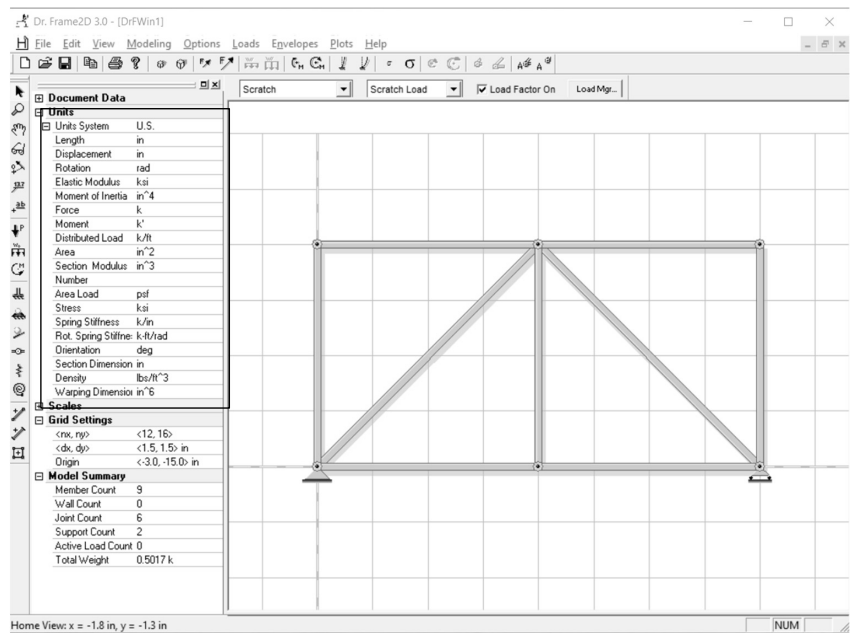 Dr. Frame2D 3.0 - [DrFWin1]
File Edit View Modeling Options Loads Envelopes Plots Help
Scratch Scratch Load Load Factor On Load Mgr...
Document Data
Units
Units System U.S.
Length in
Displacement in
Rotation rad
Elastic Modulus ksi
Moment of Inertia in^4
Force k
Moment k'
Distributed Load k/ft
Area in^2
Section Modulus in^3
Number
Area Load psf
Stress ksi
Spring Stiffness k/in
Rot. Spring Stiffne: k-ft/rad
Orientation deg
Section Dimension in
Density lbs/ft^3
Warping Dimension in^6
Scales
Grid Settings
<nx, ny> <12, 16>
<dx, dy> <1.5, 1.5> in
Origin <-3.0, -15.0> in
Model Summary
Member Count 9
Wall Count 0
Joint Count 6
Support Count 2
Active Load Count 0
Total Weight 0.5017 k
Home View: x = -1.8 in, y = -1.3 in NUM